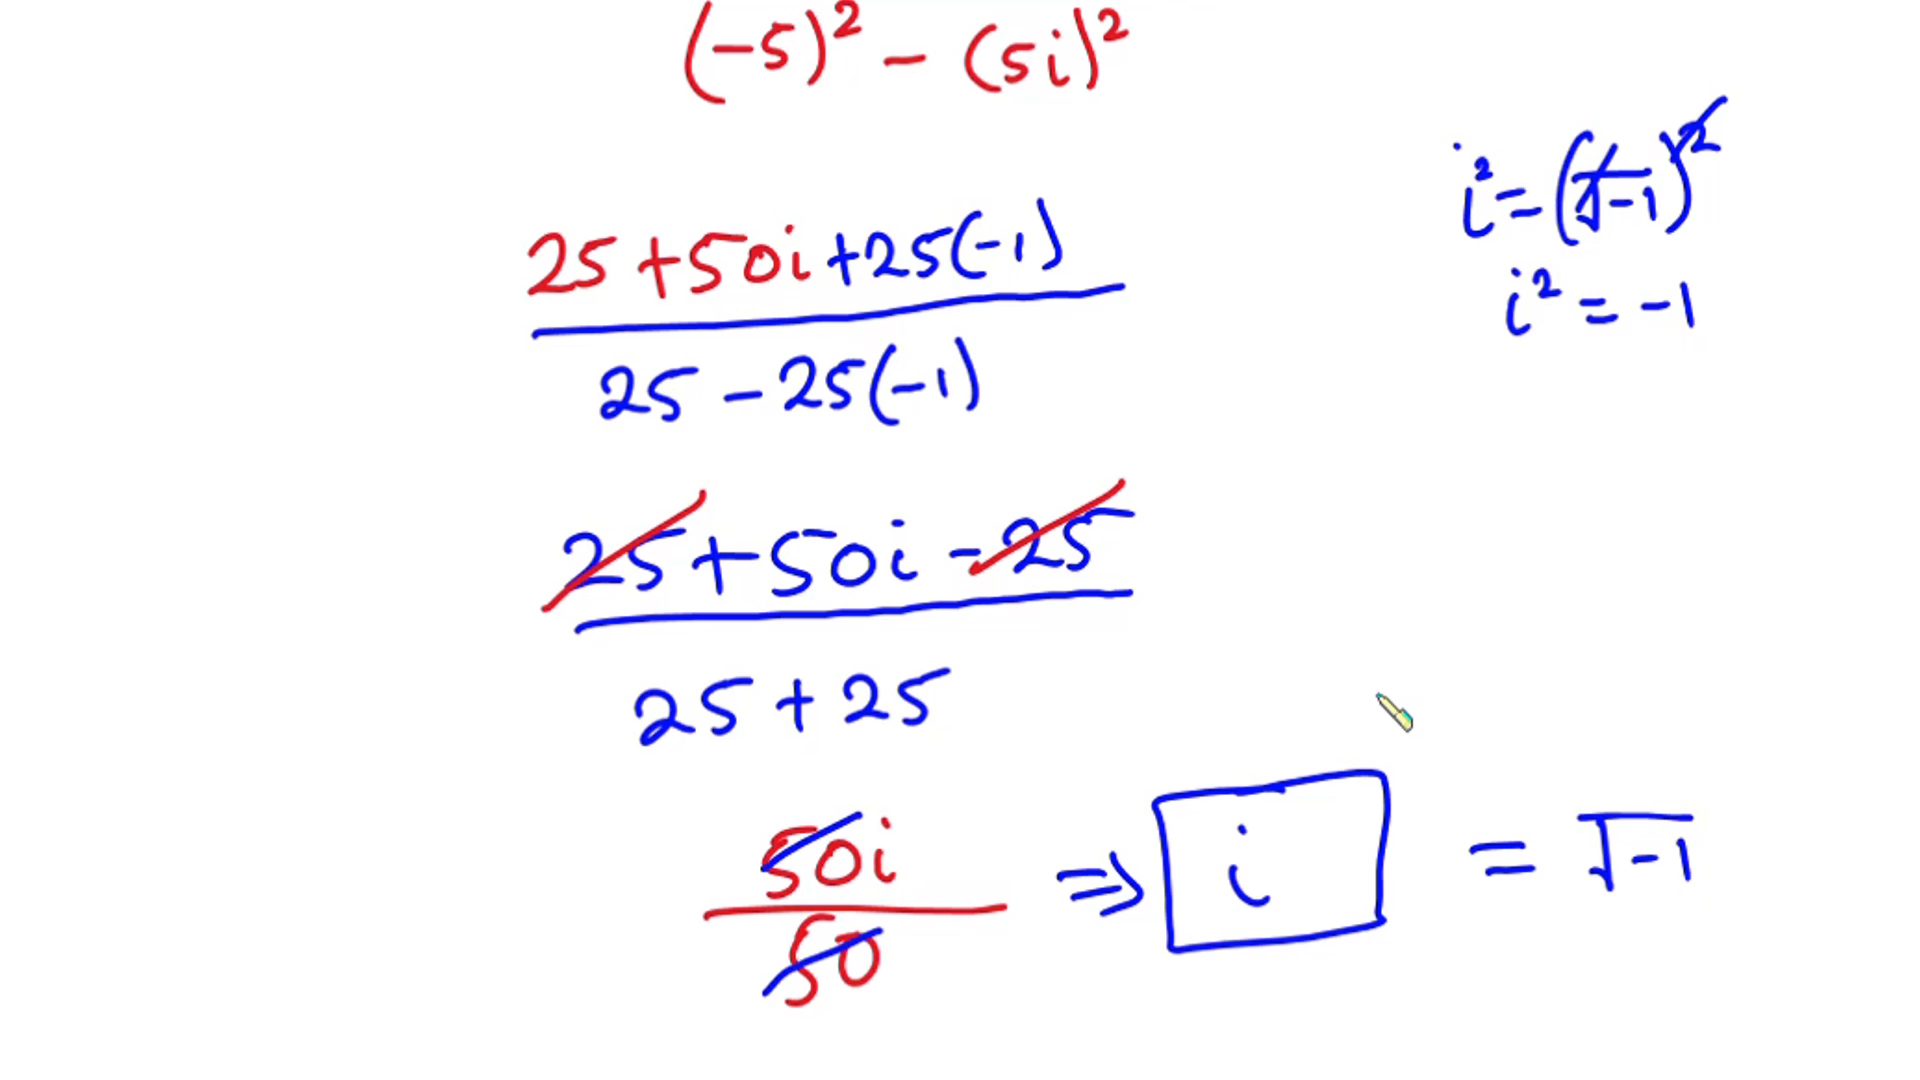 (-5)² - (5i)²
i² = (√-1)²
i² = -1
25 + 50i + 25(-1)
25 - 25(-1)
25 + 50i - 25
25 + 25
50i
50
⇒ i = √-1